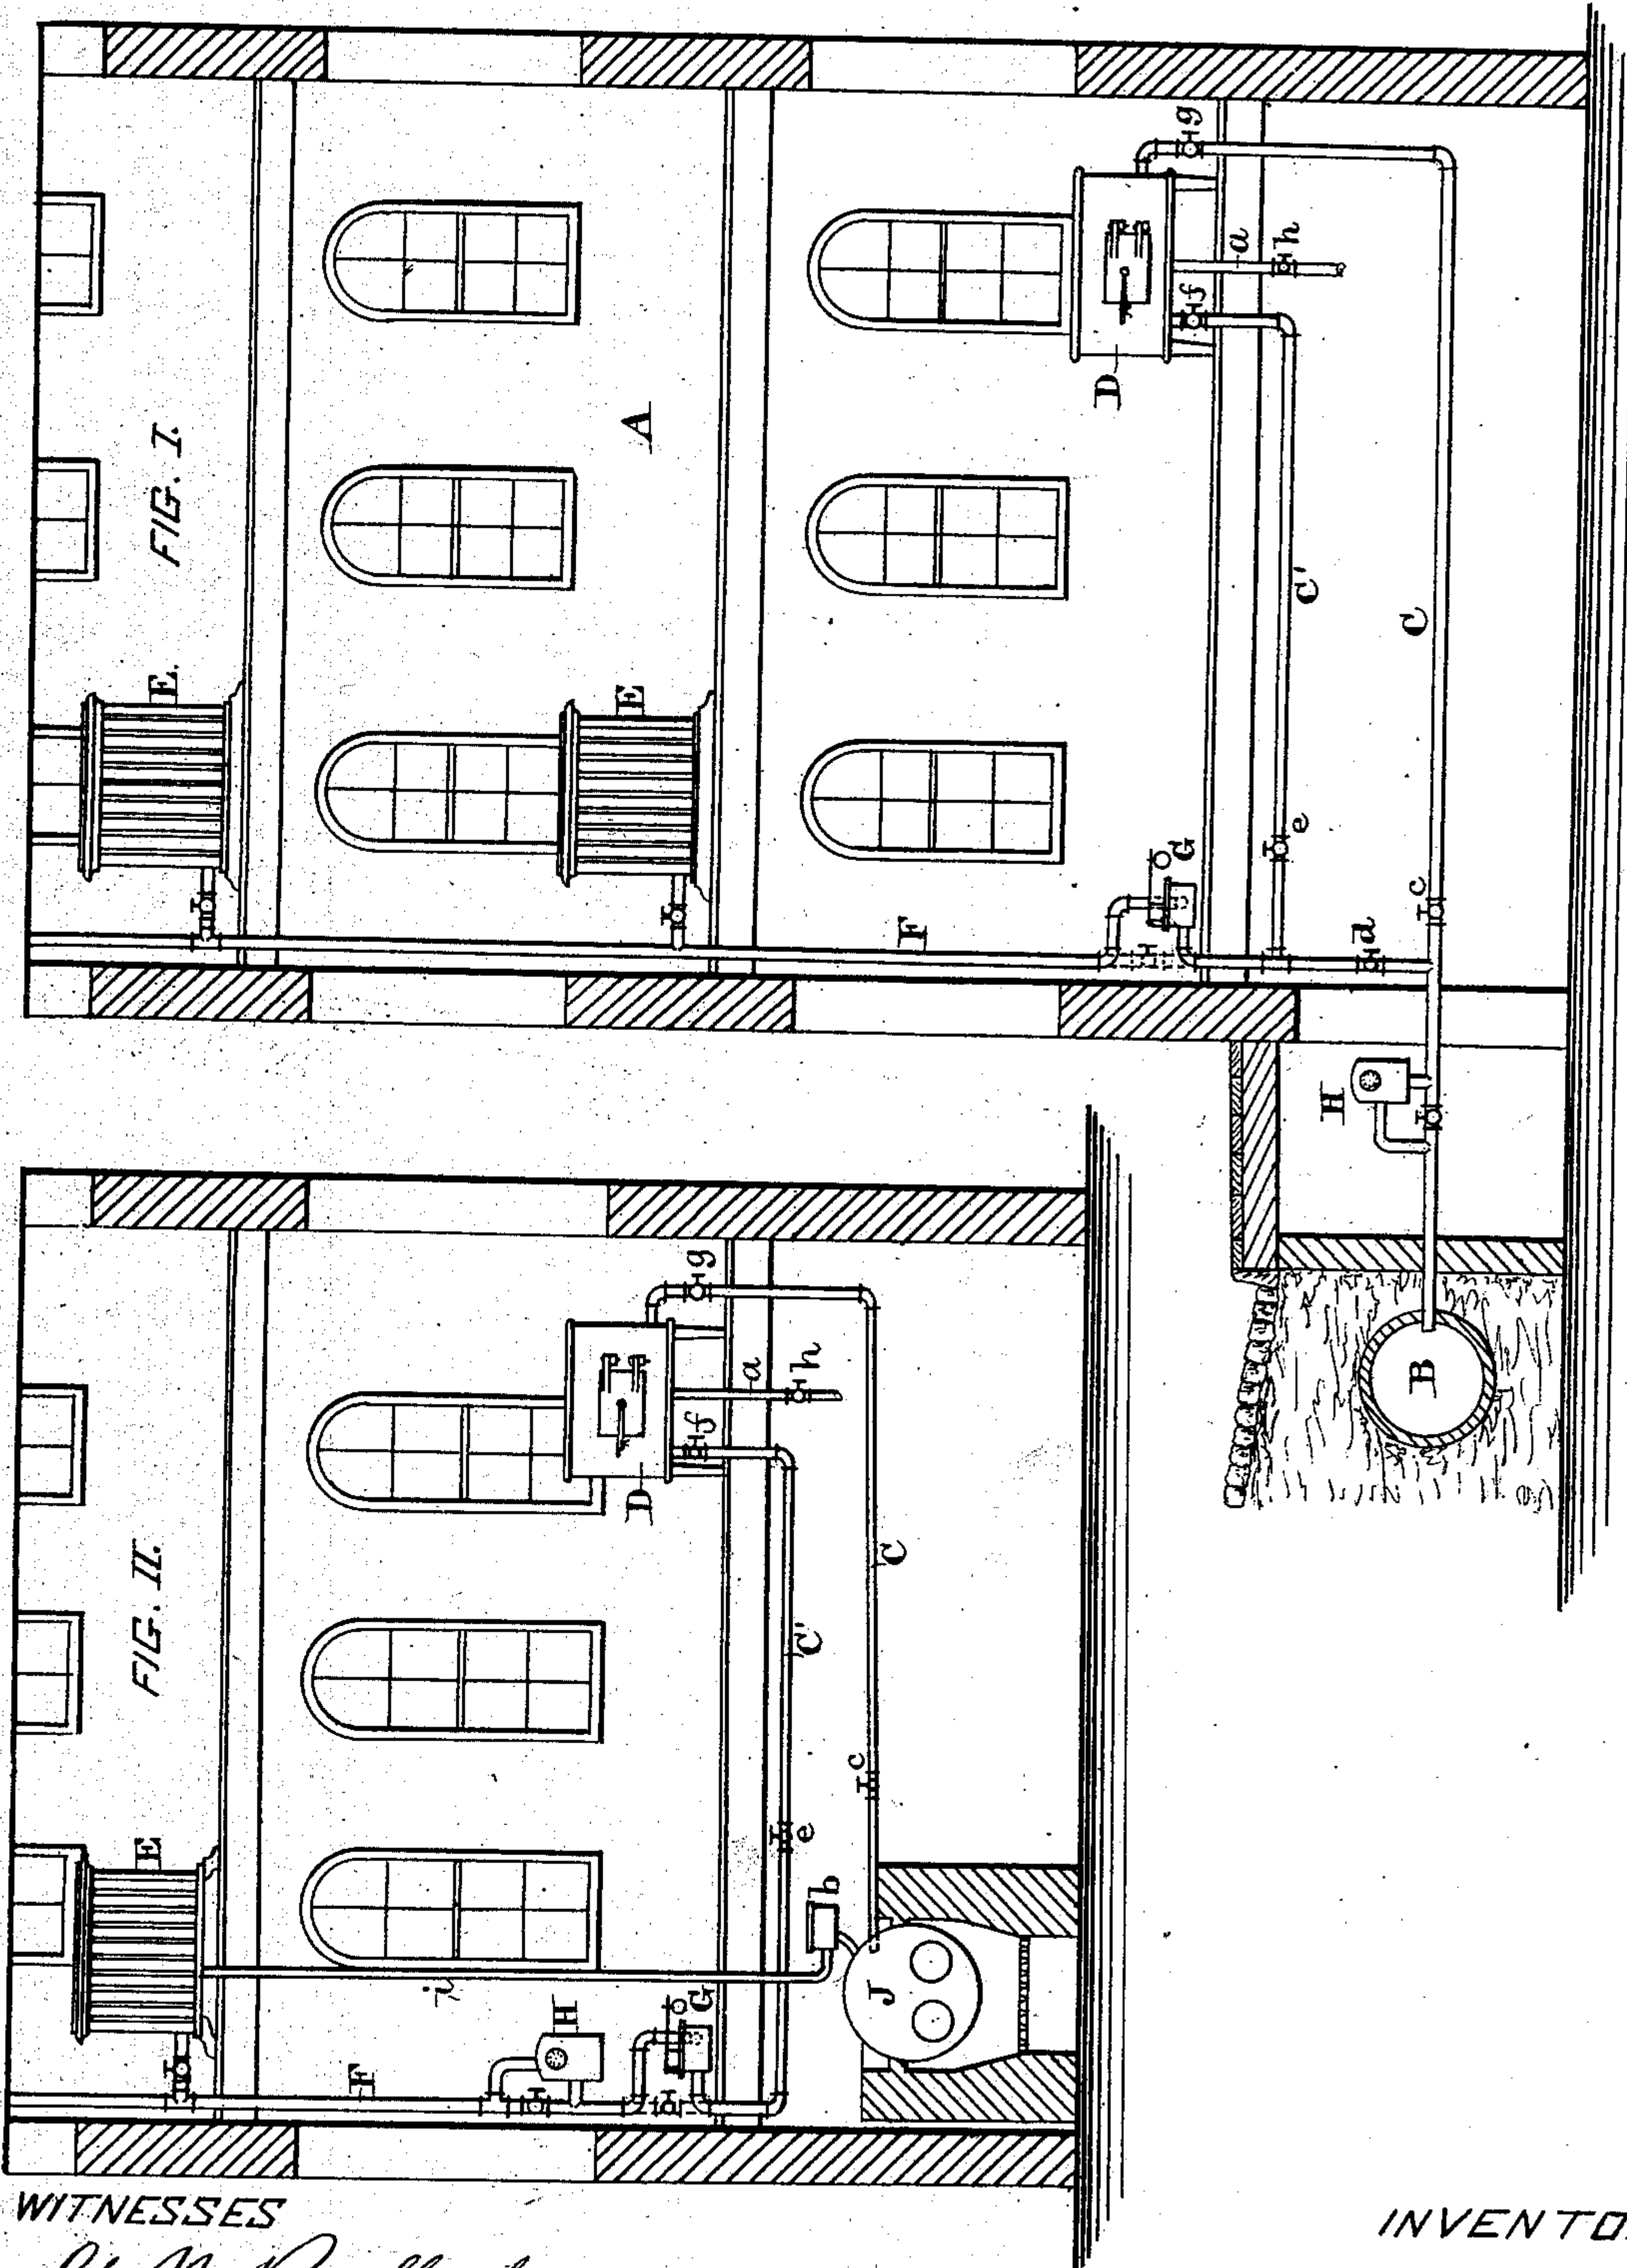 FIG. I.
E
E
A
D
f
g
a
h
C'
C
F
G
e
d
c
H
B
FIG. II.
E
D
f
g
a
h
C'
C
c
e
b
i
F
H
G
J
WITNESSES
INVENTO